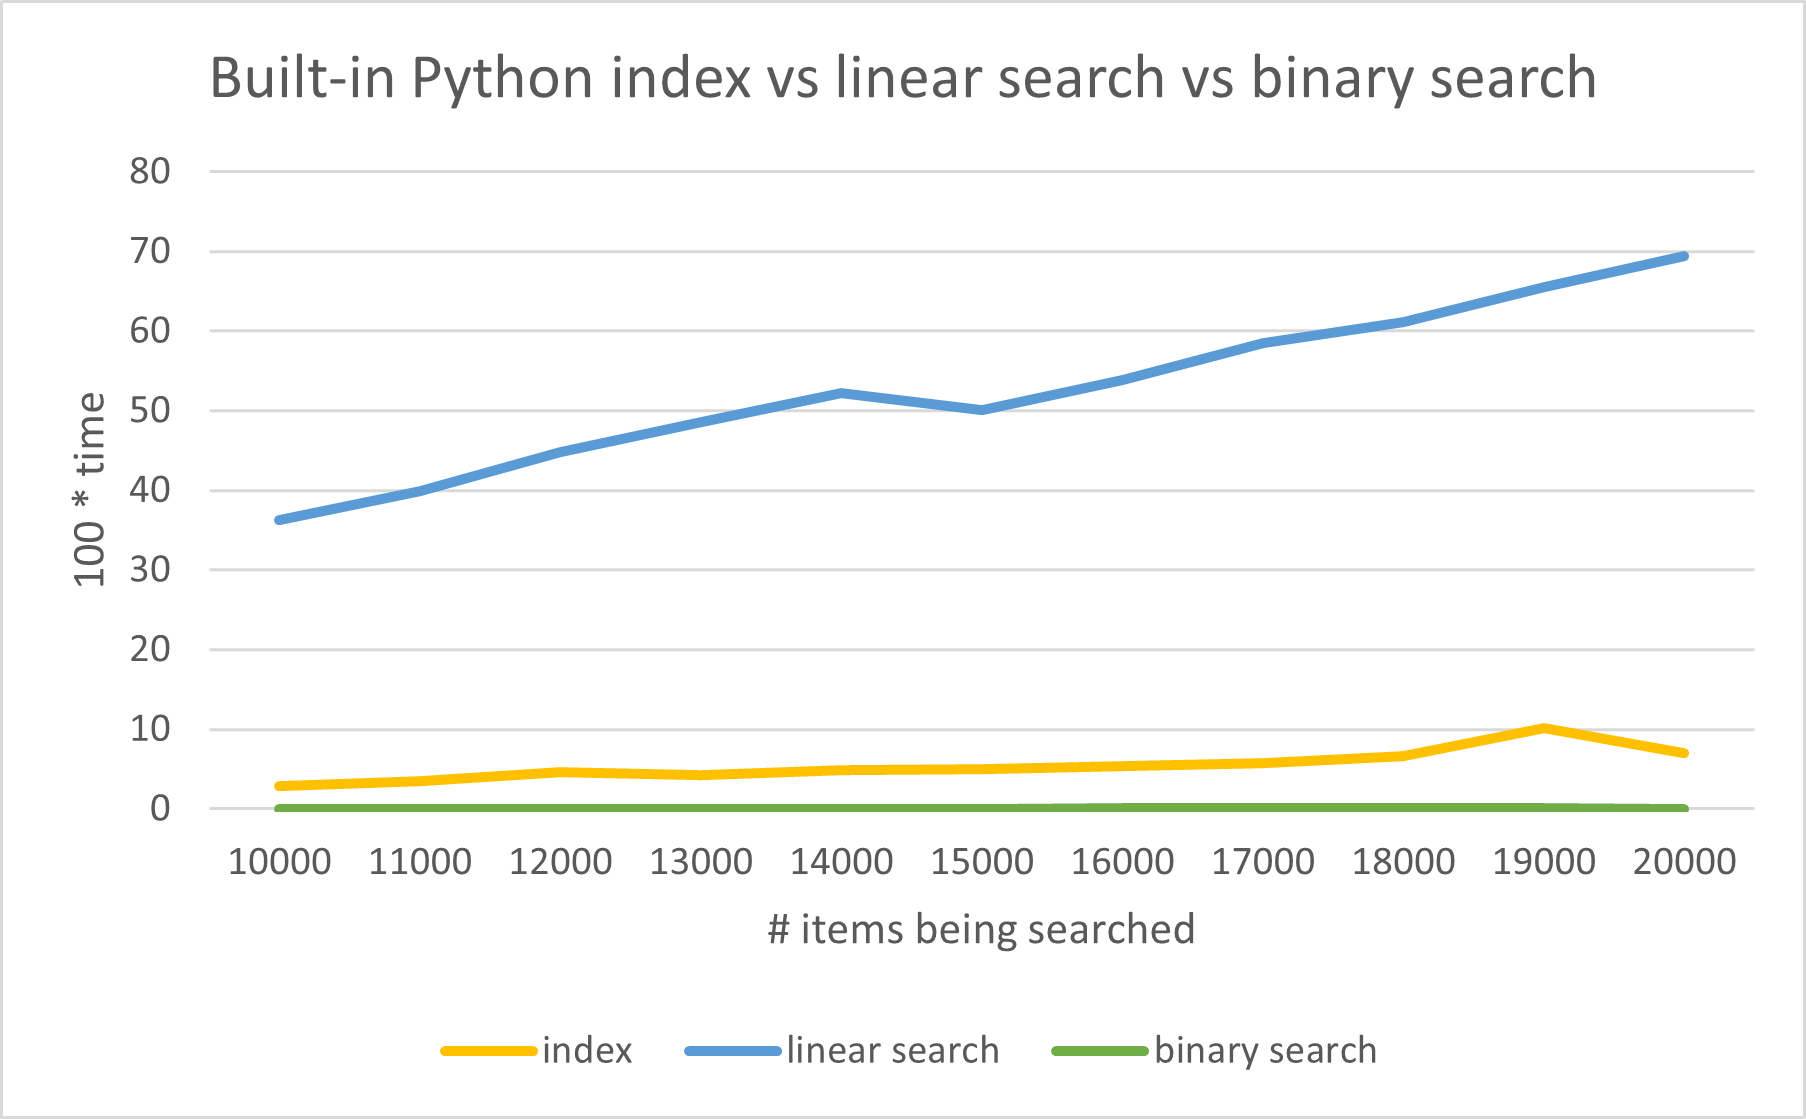 Built-in Python index vs linear search vs binary search
80
70
60
50
40
30
20
10
0
100 * time
10000 11000 12000 13000 14000 15000 16000 17000 18000 19000 20000
# items being searched
index linear search binary search